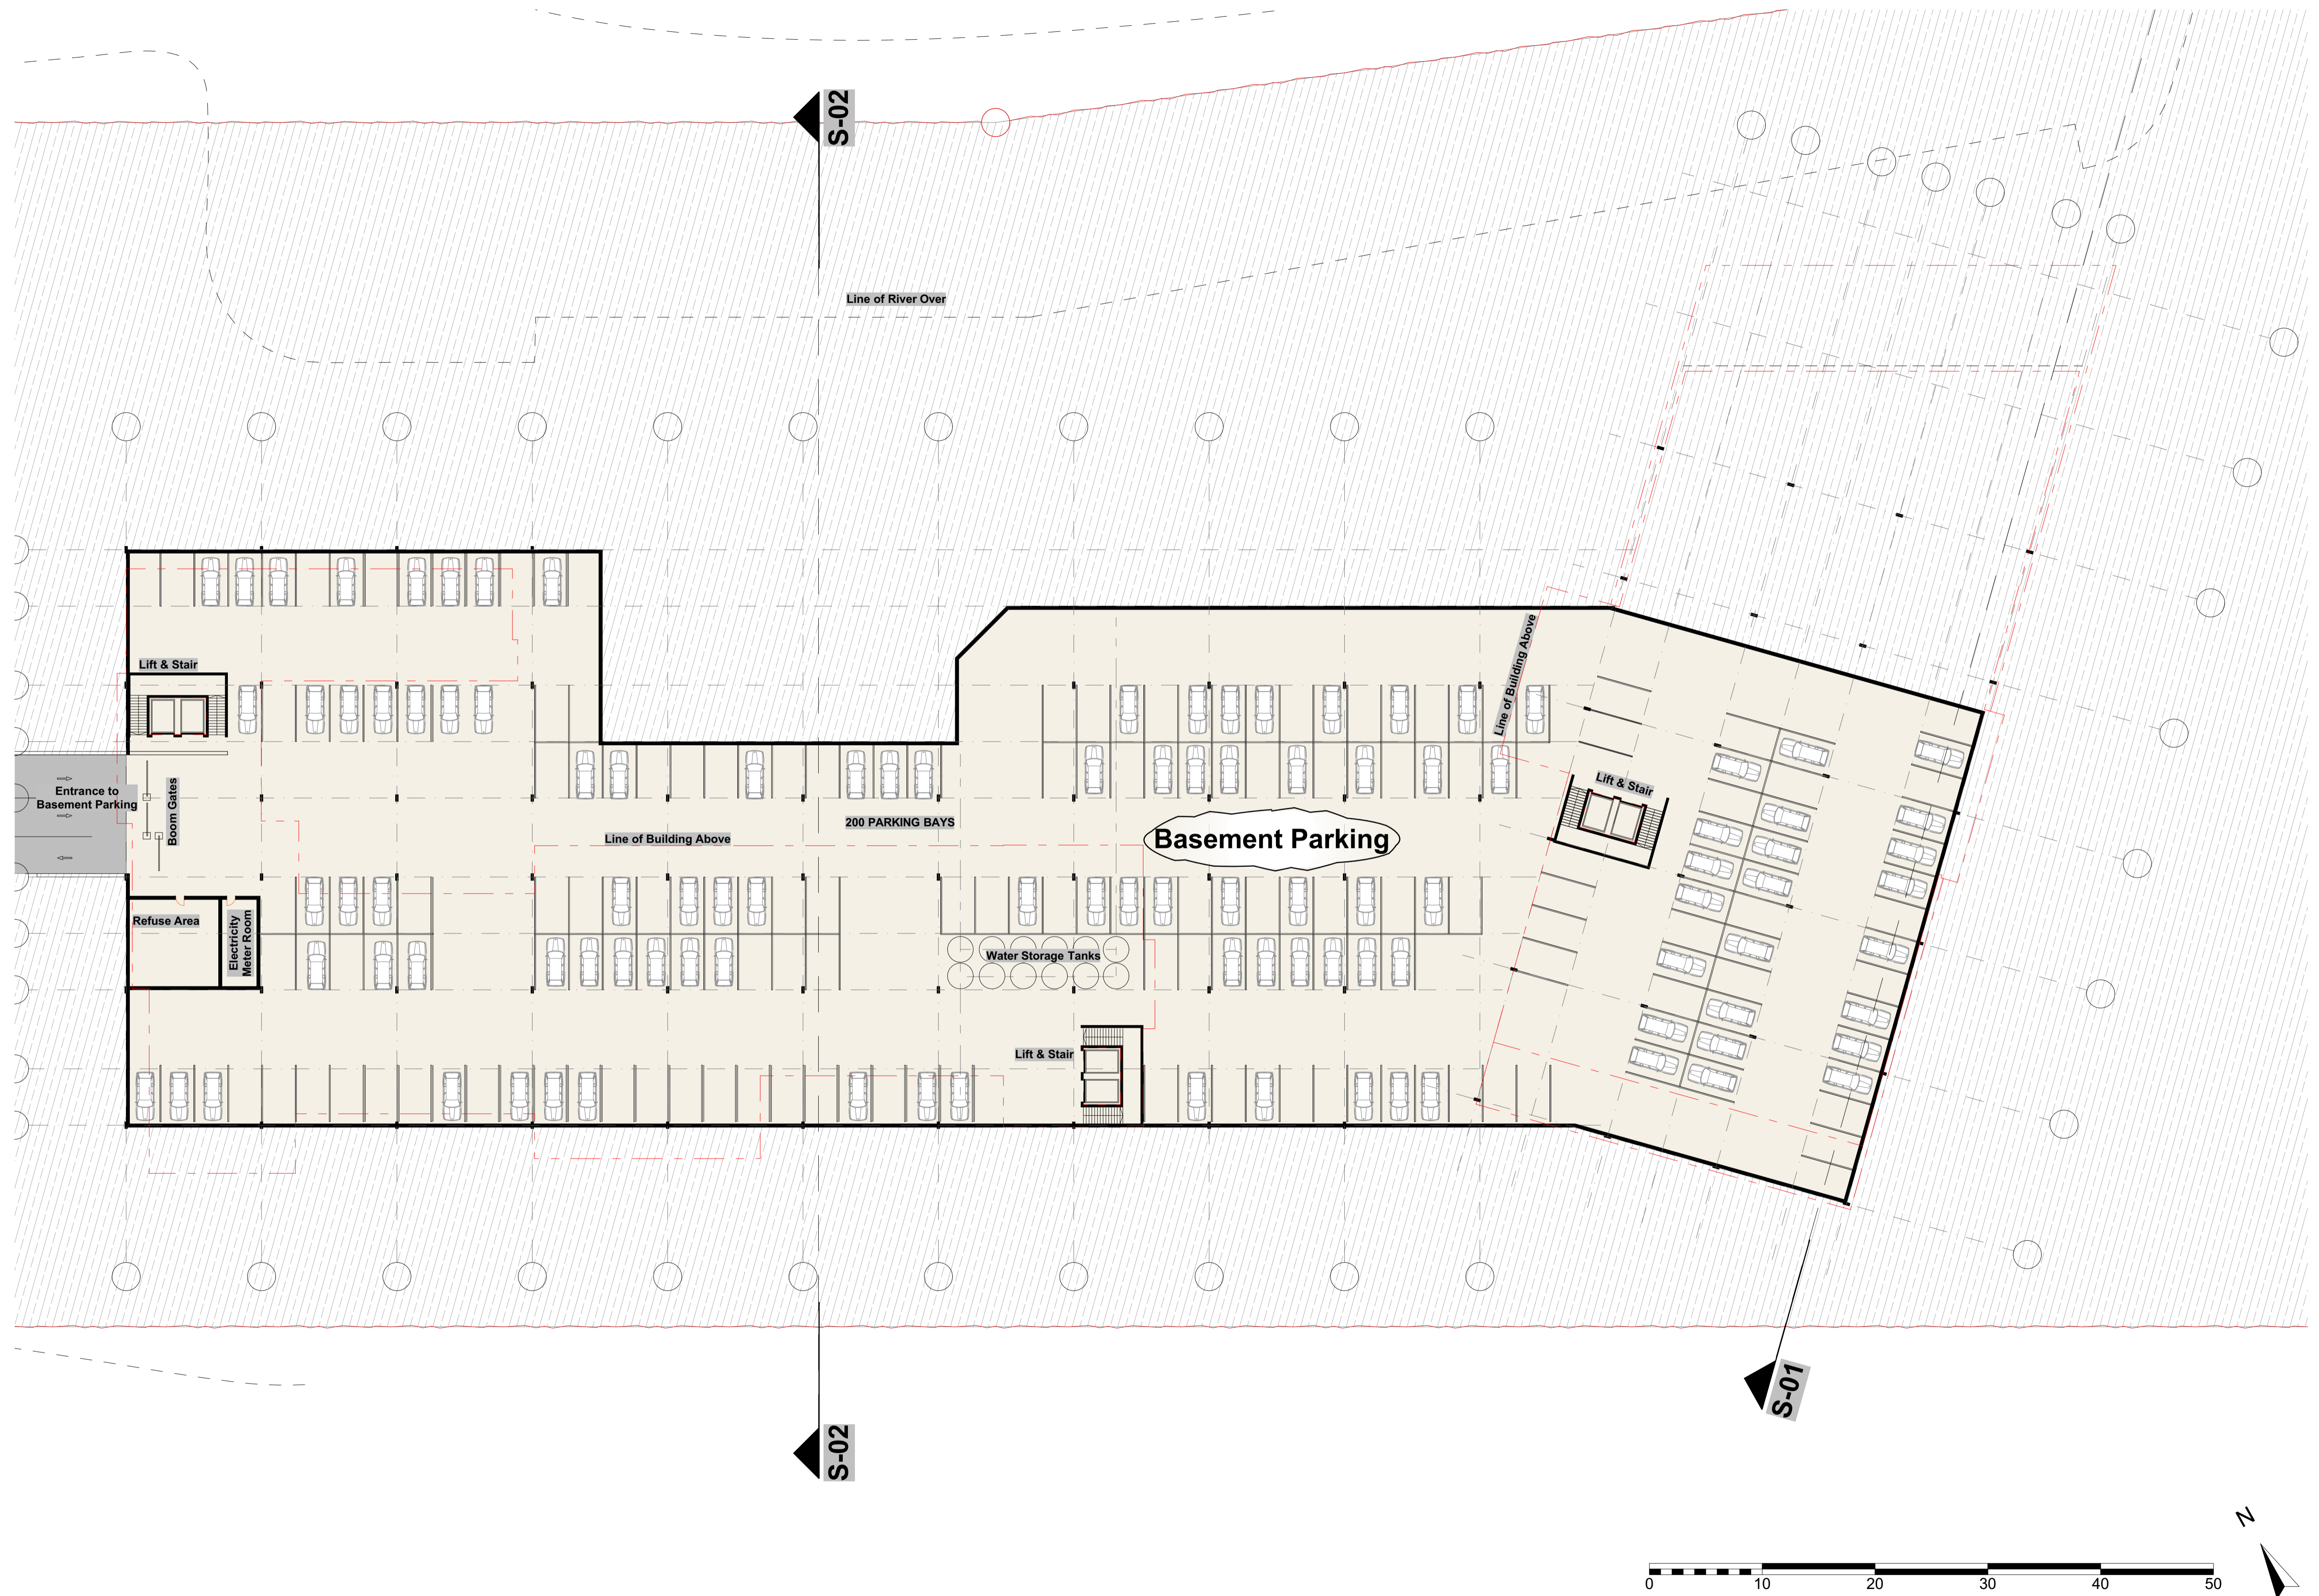 S-02
Line of River Over
Line of Building Above
Lift & Stair
Entrance to
Basement Parking
Boom Gates
Lift & Stair
200 PARKING BAYS
Line of Building Above
Basement Parking
Refuse Area
Electricity
Meter Room
Water Storage Tanks
Lift & Stair
S-01
S-02
N
0 10 20 30 40 50